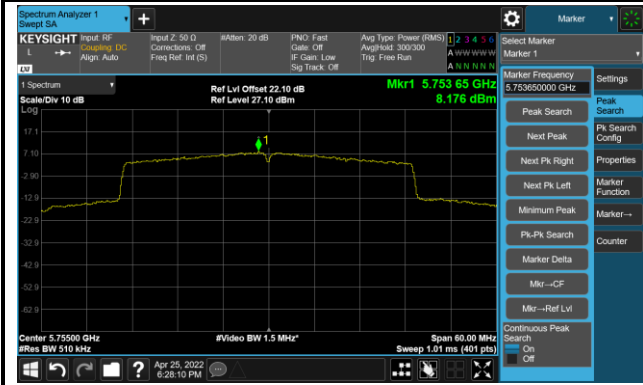 Spectrum Analyzer 1
Swept SA
Marker
KEYSIGHT
L
LXI
Input: RF
Coupling: DC
Align: Auto
Input Z: 50 Ω
Corrections: Off
Freq Ref: Int (S)
#Atten: 20 dB
PNO: Fast
Gate: Off
IF Gain: Low
Sig Track: Off
Avg Type: Power (RMS)
Avg|Hold: 300/300
Trig: Free Run
1 2 3 4 5 6
A W W W W W
A N N N N N
Select Marker
Marker 1
1 Spectrum
Scale/Div 10 dB
Log
Ref Lvl Offset 22.10 dB
Ref Level 27.10 dBm
Mkr1 5.753 65 GHz
8.176 dBm
17.1
7.10
-2.90
-12.9
-22.9
-32.9
-42.9
-52.9
-62.9
1
Center 5.75500 GHz
#Res BW 510 kHz
#Video BW 1.5 MHz*
Span 60.00 MHz
Sweep 1.01 ms (401 pts)
Marker Frequency
5.753650000 GHz
Peak Search
Next Peak
Next Pk Right
Next Pk Left
Minimum Peak
Pk-Pk Search
Marker Delta
Mkr→CF
Mkr→Ref Lvl
Continuous Peak
Search
On
Off
Settings
Peak
Search
Pk Search
Config
Properties
Marker
Function
Marker→
Counter
Apr 25, 2022
6:28:10 PM